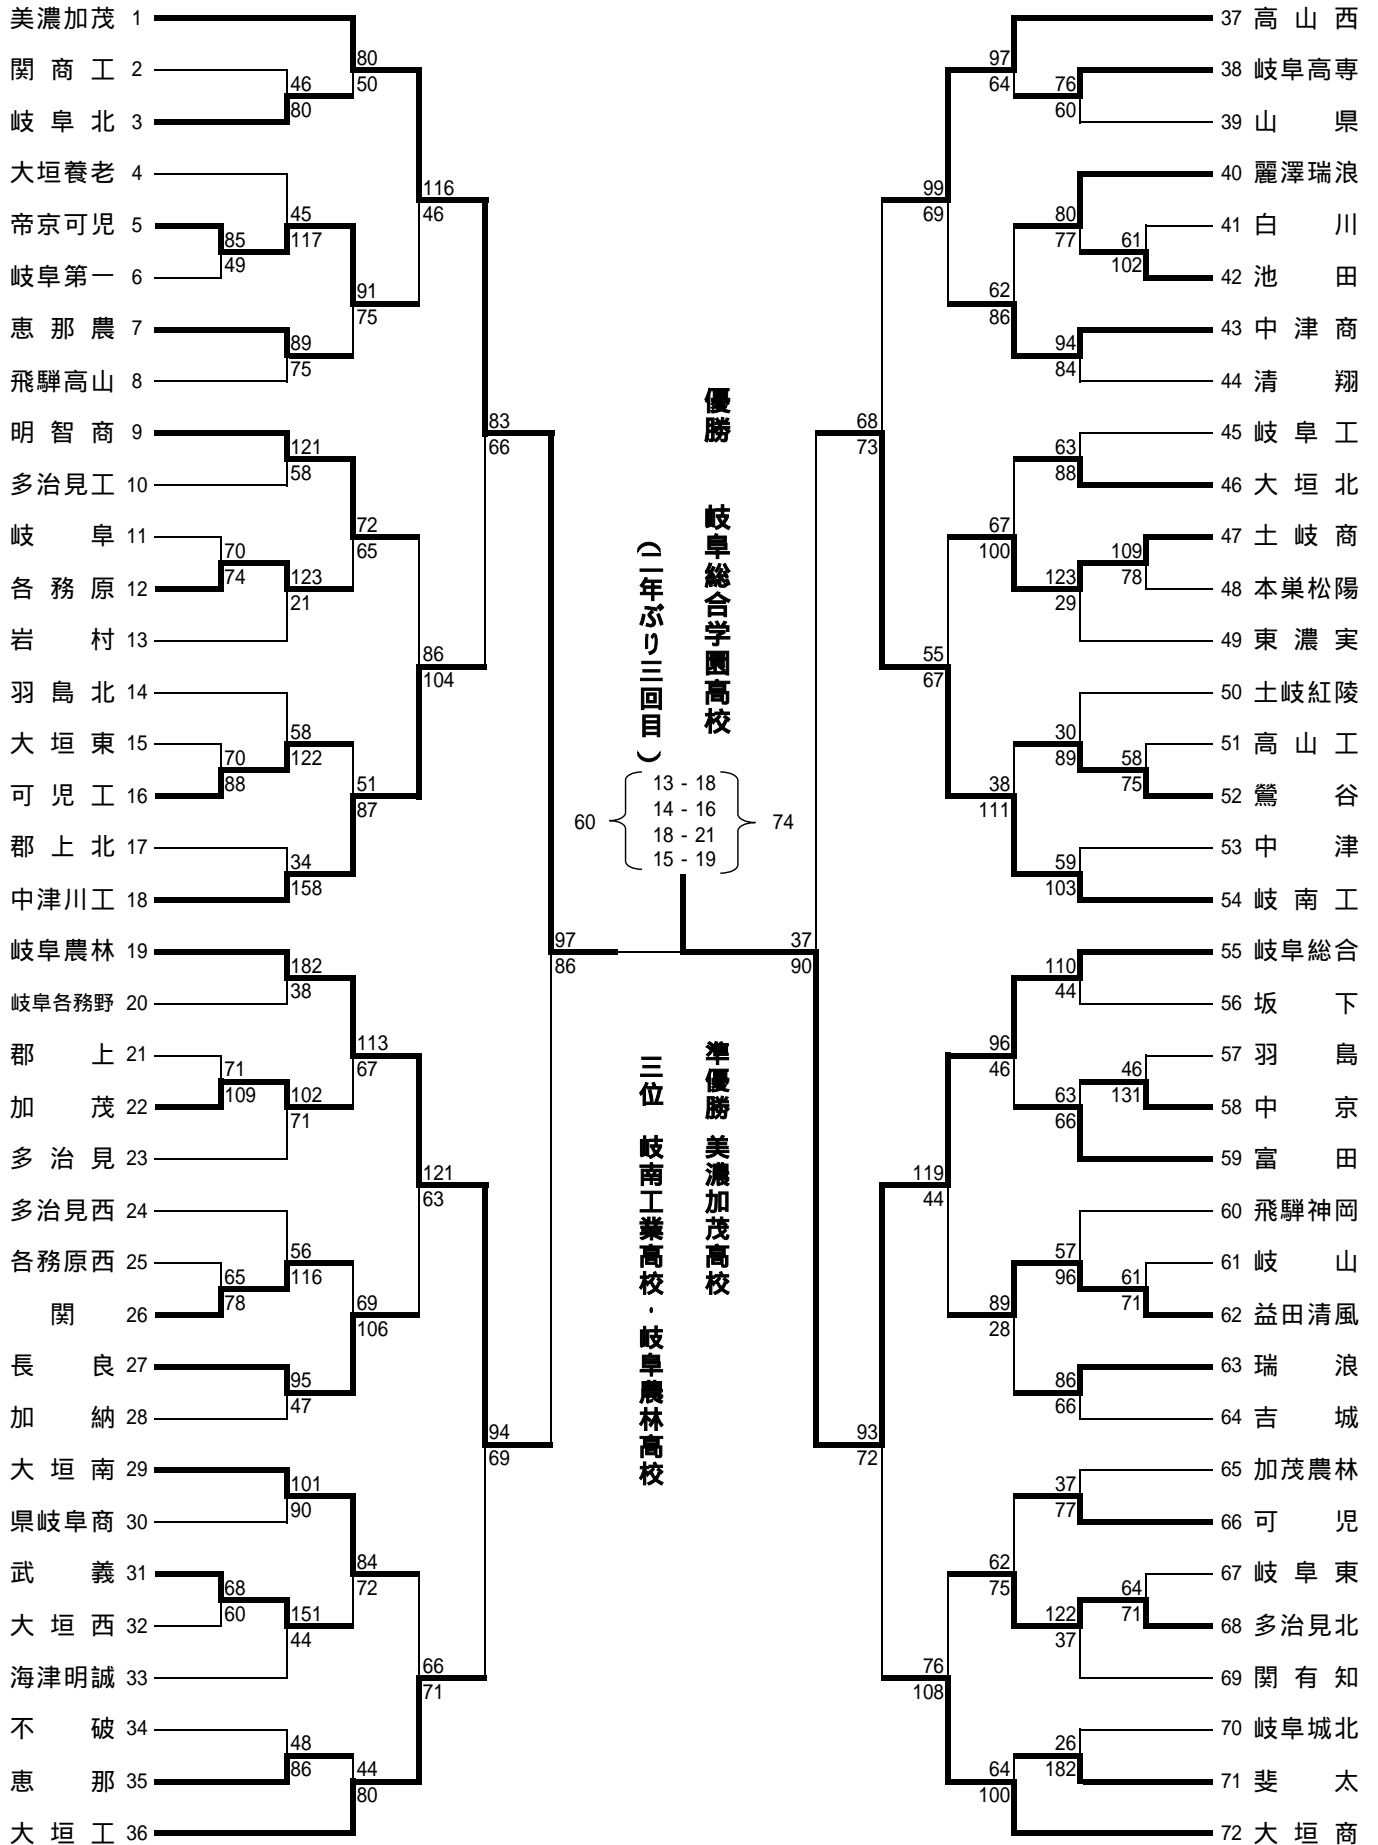 美濃加茂 1
関商工 2
岐阜北 3
大垣養老 4
帝京可児 5
岐阜第一 6
恵那農 7
飛騨高山 8
明智商 9
多治見工 10
岐阜 11
各務原 12
岩村 13
羽島北 14
大垣東 15
可児工 16
郡上北 17
中津川工 18
岐阜農林 19
岐阜各務野 20
郡上 21
加茂 22
多治見 23
多治見西 24
各務原西 25
関 26
長良 27
加納 28
大垣南 29
県岐阜商 30
武義 31
大垣西 32
海津明誠 33
不破 34
恵那 35
大垣工 36
85
49
70
74
70
88
71
109
65
78
68
60
46
80
45
117
89
75
121
58
123
21
58
122
34
158
182
38
102
71
56
116
95
47
101
90
151
44
48
86
80
50
91
75
72
65
51
87
113
67
69
106
84
72
44
80
116
46
86
104
121
63
66
71
83
66
94
69
97
86
優勝 岐阜総合学園高校
(二年ぶり三回目)
13 - 18
14 - 16
60 74
18 - 21
15 - 19
準優勝 美濃加茂高校
三位 岐南工業高校・岐阜農林高校
37
90
68
73
93
72
99
69
55
67
119
44
76
108
97
64
62
86
67
100
38
111
96
46
89
28
62
75
64
100
76
60
80
77
94
84
63
88
123
29
30
89
59
103
110
44
63
66
57
96
86
66
37
77
122
37
26
182
61
102
109
78
58
75
46
131
61
71
64
71
37 高山西
38 岐阜高専
39 山県
40 麗澤瑞浪
41 白川
42 池田
43 中津商
44 清翔
45 岐阜工
46 大垣北
47 土岐商
48 本巣松陽
49 東濃実
50 土岐紅陵
51 高山工
52 鶯谷
53 中津
54 岐南工
55 岐阜総合
56 坂下
57 羽島
58 中京
59 富田
60 飛騨神岡
61 岐山
62 益田清風
63 瑞浪
64 吉城
65 加茂農林
66 可児
67 岐阜東
68 多治見北
69 関有知
70 岐阜城北
71 斐太
72 大垣商